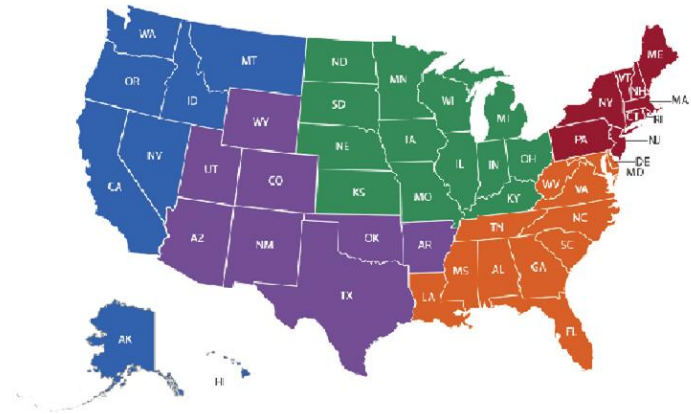 WA
MT
ND
MN
ME
VT
NH
OR
ID
SD
WI
MI
NY
MA
CT
RI
WY
NE
IA
PA
NJ
NV
UT
CO
IL
IN
OH
DE
MD
CA
KS
MO
KY
WV
VA
AZ
NM
OK
AR
TN
NC
SC
TX
MS
AL
GA
LA
FL
AK
HI